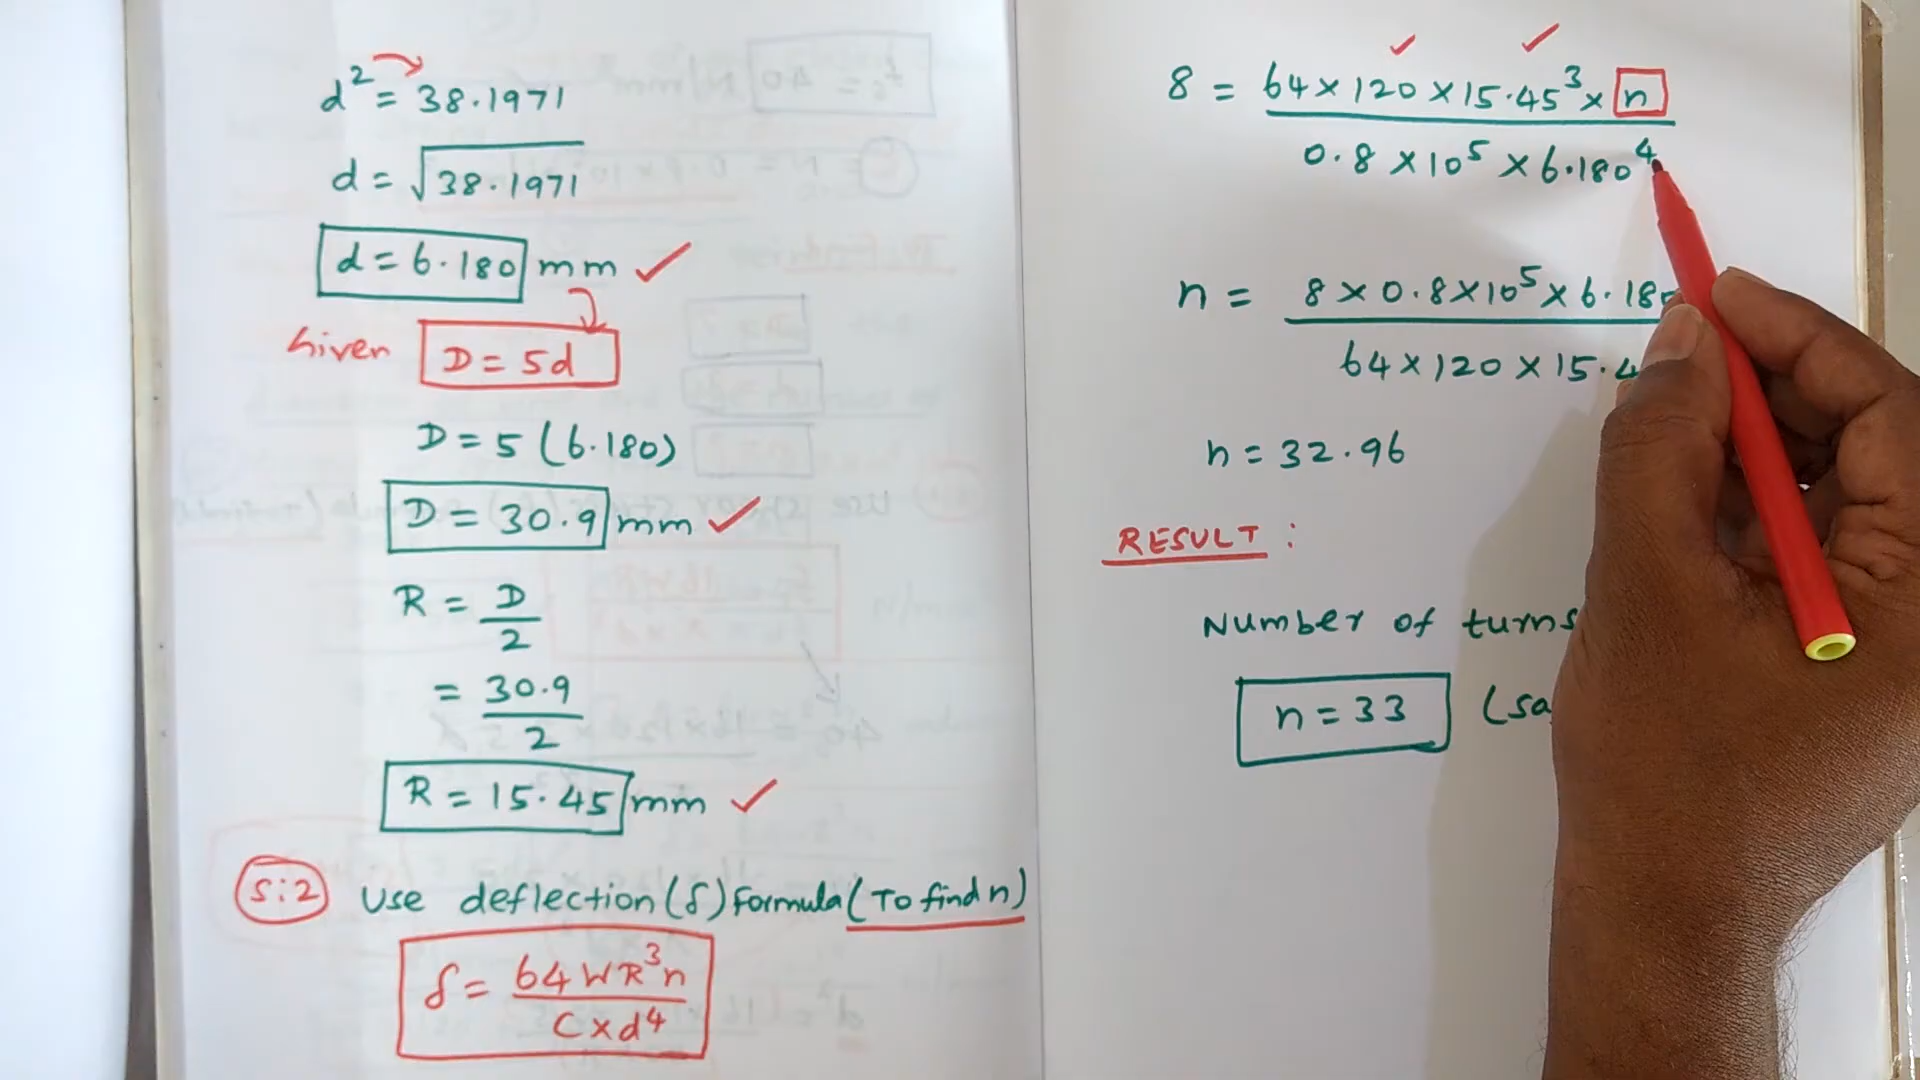 d² = 38.1971
d = √38.1971
d = 6.180 mm ✓
Given D = 5d
D = 5 (6.180)
D = 30.9 mm ✓
R = D/2
= 30.9/2
R = 15.45 mm ✓
S:2 Use deflection (δ) formula (To find n)
δ = 64WR³n / C×d⁴
8 = 64×120×15.45³×n / 0.8×10⁵×6.180⁴
n = 8×0.8×10⁵×6.180 / 64×120×15.4
n = 32.96
RESULT :
Number of turns
n = 33